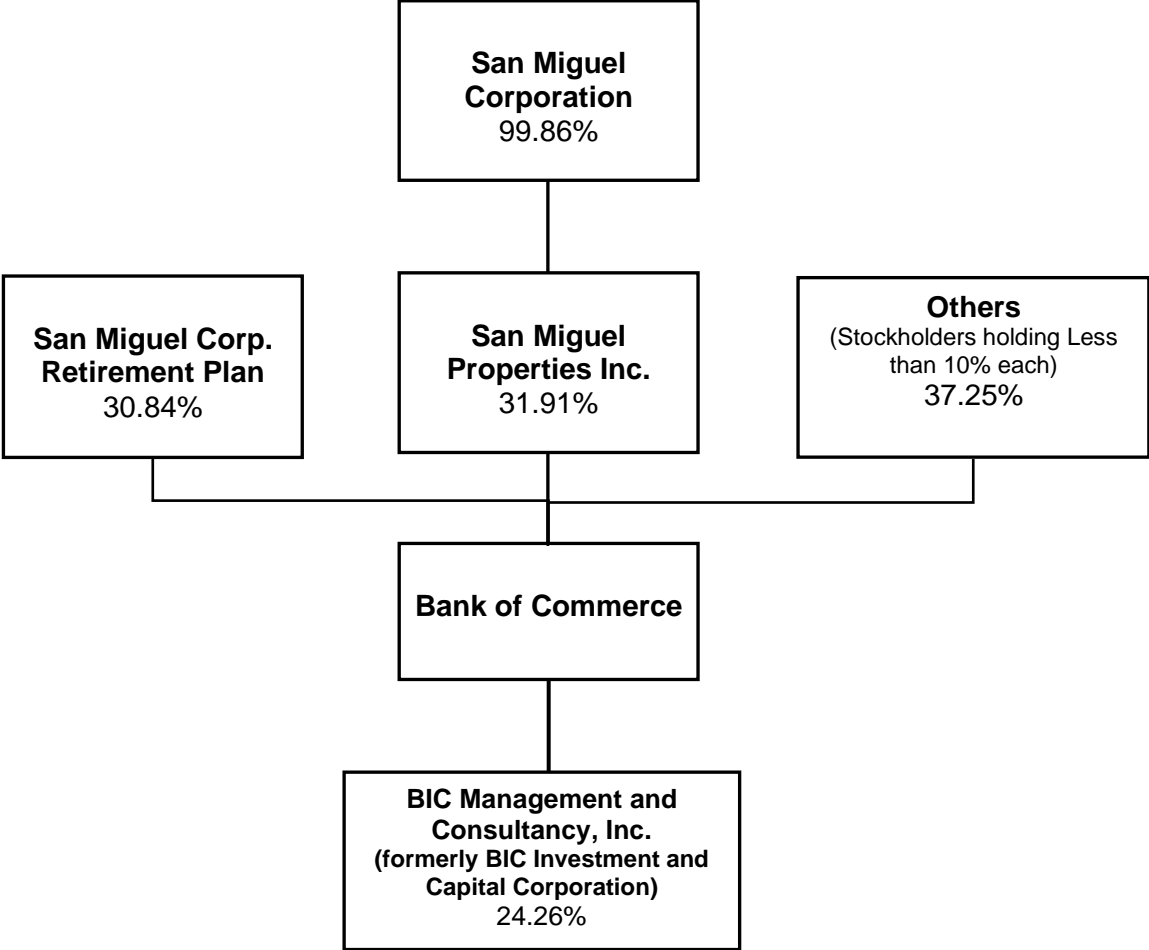 San Miguel
Corporation
99.86%
San Miguel Corp.
Retirement Plan
30.84%
San Miguel
Properties Inc.
31.91%
Others
(Stockholders holding Less
than 10% each)
37.25%
Bank of Commerce
BIC Management and
Consultancy, Inc.
(formerly BIC Investment and
Capital Corporation)
24.26%